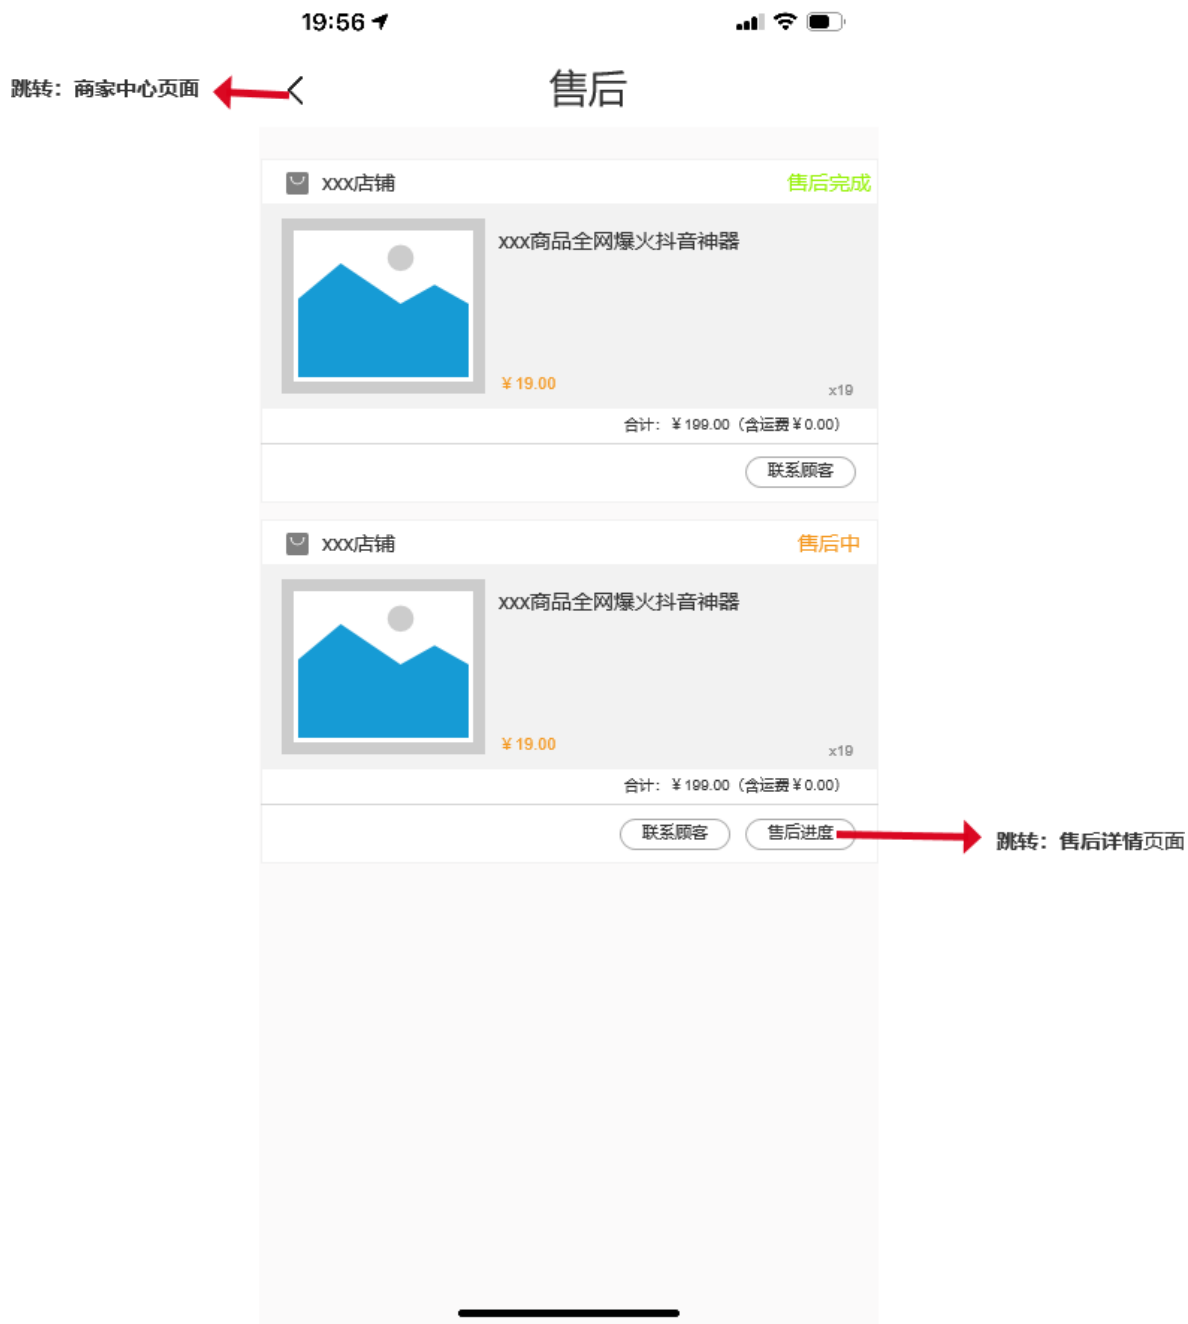 19:56
跳转：商家中心页面
售后
xxx店铺
售后完成
xxx商品全网爆火抖音神器
¥ 19.00
x19
合计：¥ 199.00（含运费 ¥ 0.00）
联系顾客
xxx店铺
售后中
xxx商品全网爆火抖音神器
¥ 19.00
x19
合计：¥ 199.00（含运费 ¥ 0.00）
联系顾客
售后进度
跳转：售后详情页面